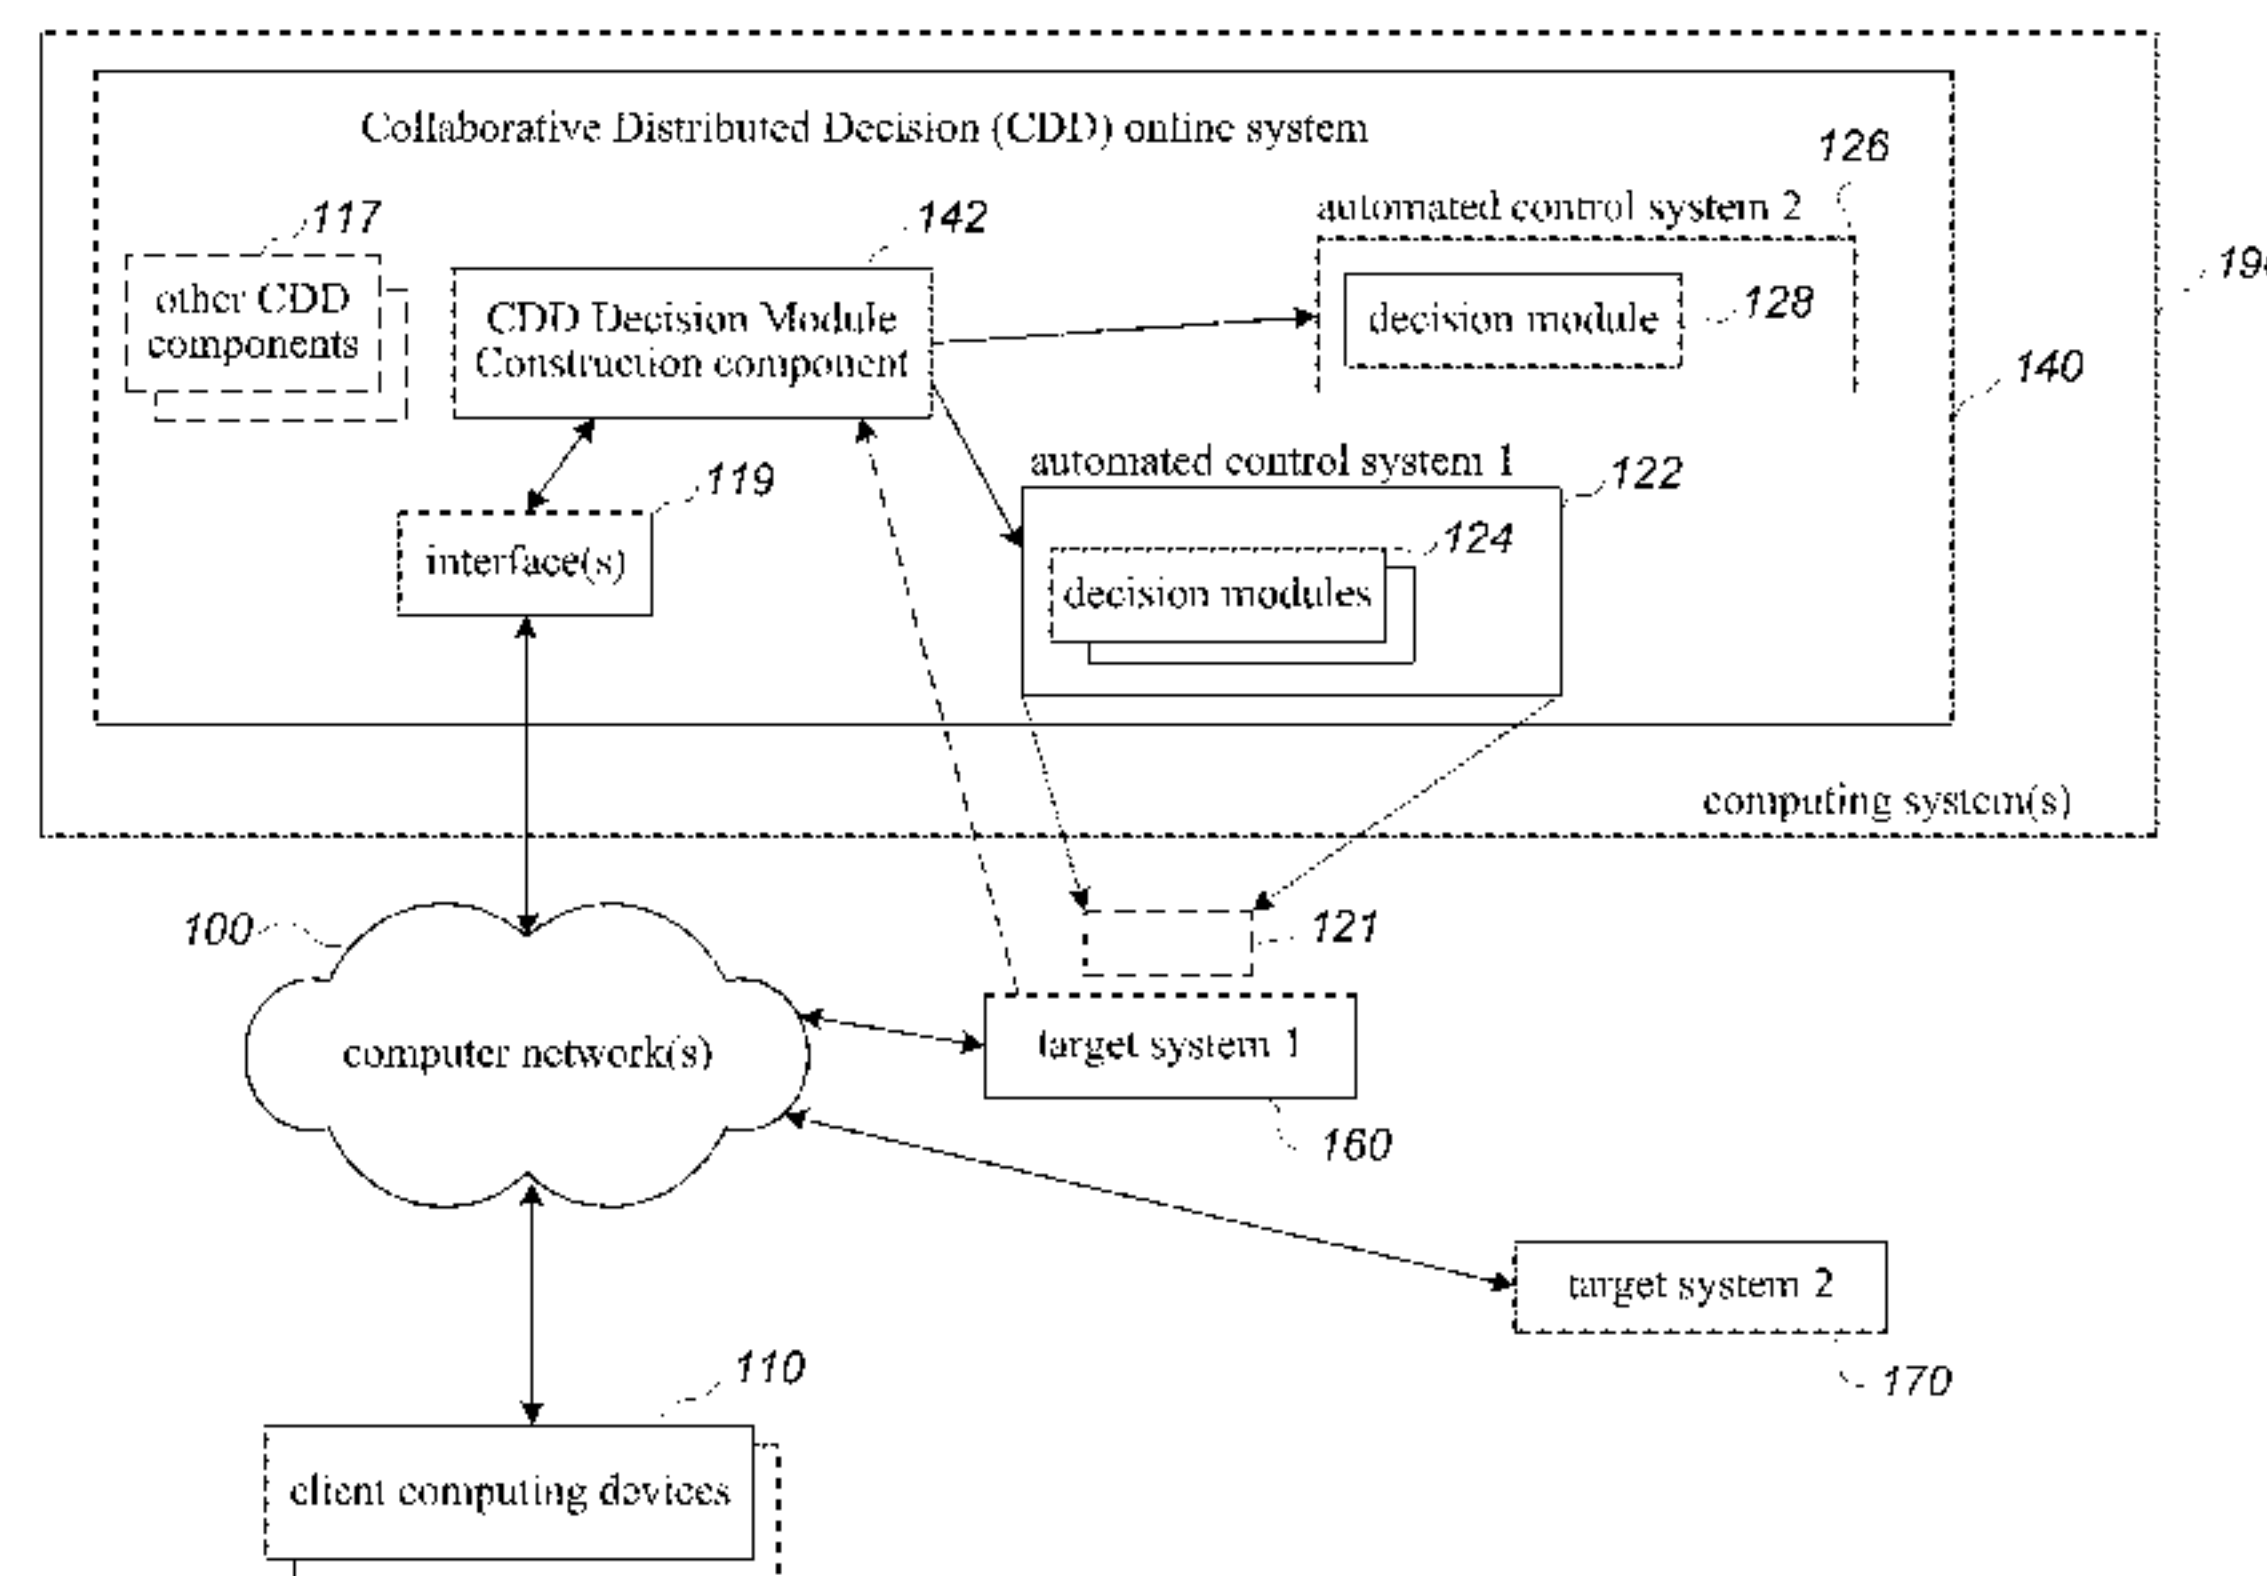 Collaborative Distributed Decision (CDD) online system
126
117
142
automated control system 2
other CDD
components
CDD Decision Module
Construction component
decision module
128
140
automated control system 1
122
119
interface(s)
124
decision modules
computing system(s)
100
121
computer network(s)
target system 1
160
target system 2
170
110
client computing devices